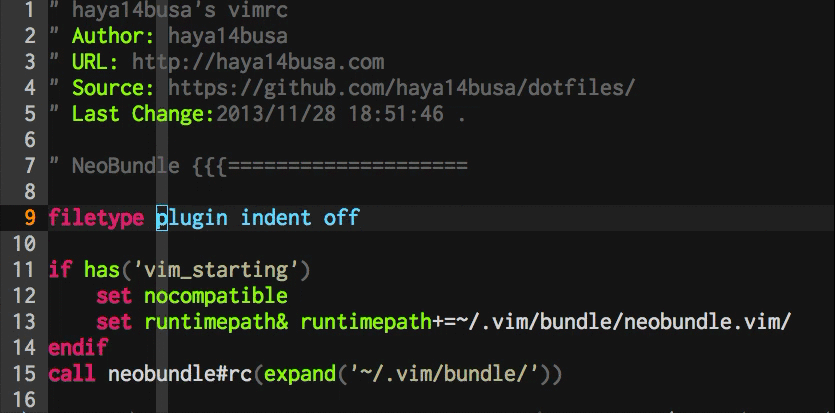 1 " haya14busa's vimrc
2 " Author: haya14busa
3 " URL: http://haya14busa.com
4 " Source: https://github.com/haya14busa/dotfiles/
5 " Last Change:2013/11/28 18:51:46 .
6
7 " NeoBundle {{{====================
8
9 filetype plugin indent off
10
11 if has('vim_starting')
12     set nocompatible
13     set runtimepath& runtimepath+=~/.vim/bundle/neobundle.vim/
14 endif
15 call neobundle#rc(expand('~/.vim/bundle/'))
16